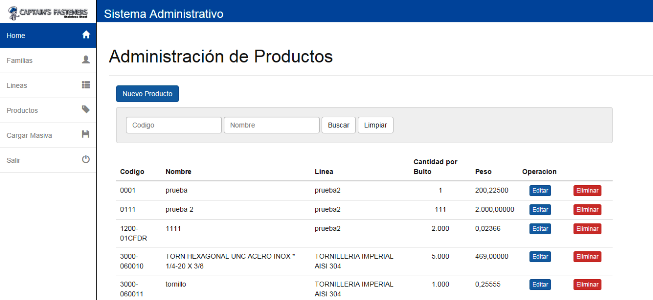 CAPTAIN'S FASTENERS
Stainless Steel
Sistema Administrativo
Home
Familias
Lineas
Productos
Cargar Masiva
Salir
Administración de Productos
Nuevo Producto
Codigo Nombre Buscar Limpiar
Codigo Nombre Linea Cantidad por Bulto Peso Operacion
0001 prueba prueba2 1 200,22500 Editar Eliminar
0111 prueba 2 prueba2 111 2.000,00000 Editar Eliminar
1200-01CFDR 1111 prueba2 2.000 0,02366 Editar Eliminar
3000-060010 TORN HEXAGONAL UNC ACERO INOX " 1/4-20 X 3/8 TORNILLERIA IMPERIAL AISI 304 5.000 469,00000 Editar Eliminar
3000-060011 tornillo TORNILLERIA IMPERIAL AISI 304 1.000 0,25555 Editar Eliminar